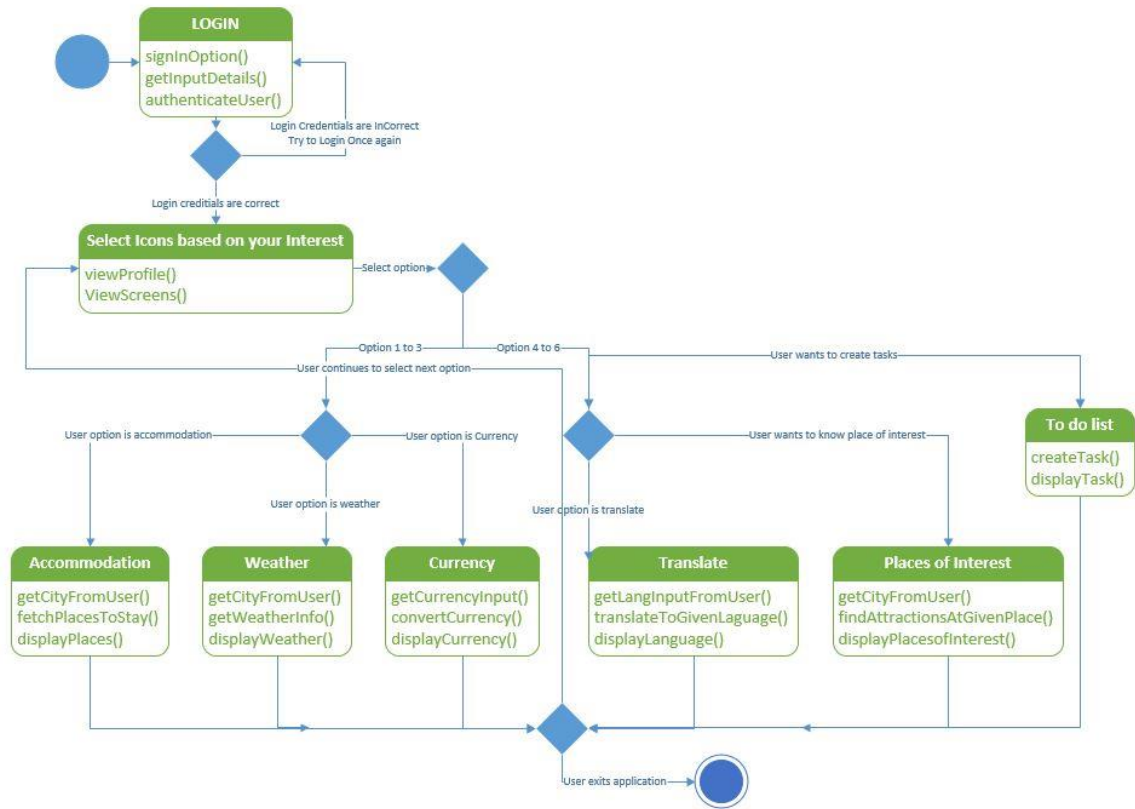 LOGIN
signInOption()
getInputDetails()
authenticateUser()
Login Credentials are InCorrect
Try to Login Once again
Login creditials are correct
Select Icons based on your Interest
viewProfile()
ViewScreens()
Select option
Option 1 to 3
Option 4 to 6
User wants to create tasks
User continues to select next option
To do list
createTask()
displayTask()
User option is accommodation
User option is Currency
User wants to know place of interest
User option is weather
User option is translate
Accommodation
getCityFromUser()
fetchPlacesToStay()
displayPlaces()
Weather
getCityFromUser()
getWeatherInfo()
displayWeather()
Currency
getCurrencyInput()
convertCurrency()
displayCurrency()
Translate
getLangInputFromUser()
translateToGivenLaguage()
displayLanguage()
Places of Interest
getCityFromUser()
findAttractionsAtGivenPlace()
displayPlacesofInterest()
User exits application